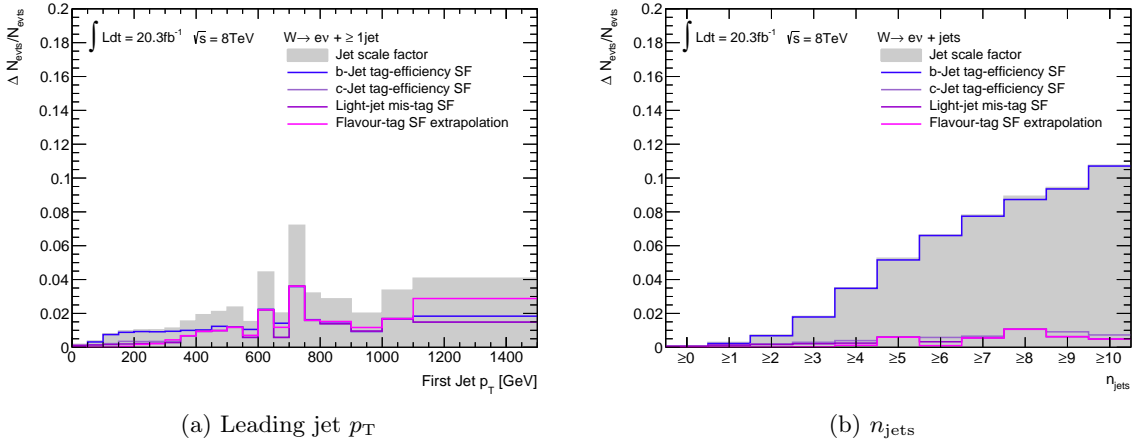 Δ N_evts/N_evts
0.2
0.18
0.16
0.14
0.12
0.1
0.08
0.06
0.04
0.02
0
∫ Ldt = 20.3fb⁻¹ √s = 8TeV
W→ eν + ≥ 1jet
Jet scale factor
b-Jet tag-efficiency SF
c-Jet tag-efficiency SF
Light-jet mis-tag SF
Flavour-tag SF extrapolation
0 200 400 600 800 1000 1200 1400
First Jet p_T [GeV]
(a) Leading jet p_T
Δ N_evts/N_evts
0.2
0.18
0.16
0.14
0.12
0.1
0.08
0.06
0.04
0.02
0
∫ Ldt = 20.3fb⁻¹ √s = 8TeV
W→ eν + jets
Jet scale factor
b-Jet tag-efficiency SF
c-Jet tag-efficiency SF
Light-jet mis-tag SF
Flavour-tag SF extrapolation
≥0 ≥1 ≥2 ≥3 ≥4 ≥5 ≥6 ≥7 ≥8 ≥9 ≥10
n_jets
(b) n_jets